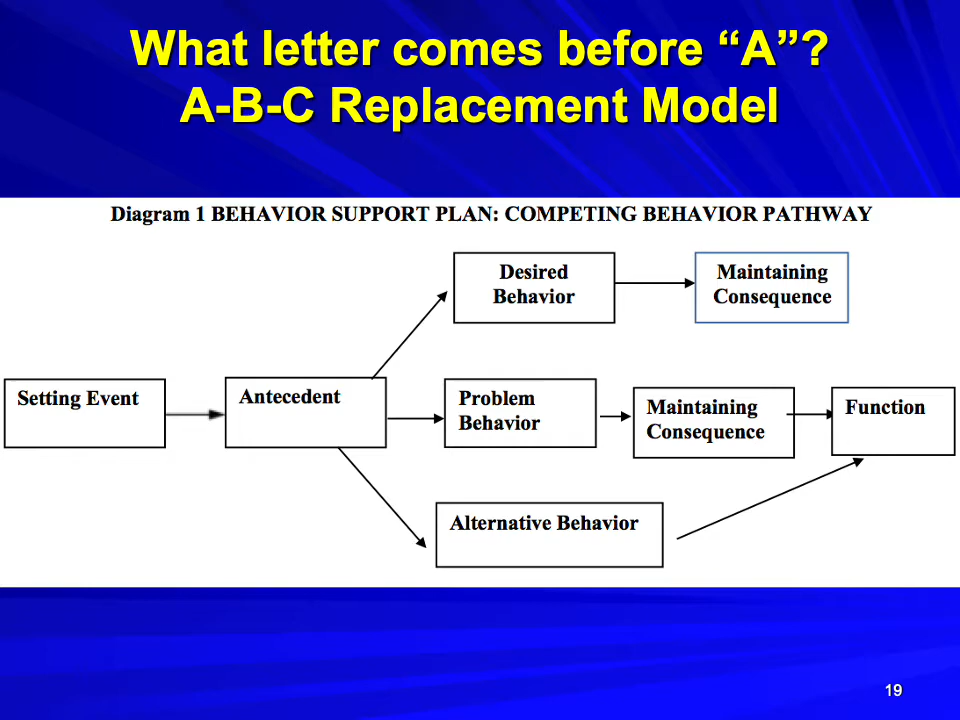 What letter comes before “A”?
A-B-C Replacement Model
Diagram 1 BEHAVIOR SUPPORT PLAN: COMPETING BEHAVIOR PATHWAY
Desired
Behavior
Maintaining
Consequence
Setting Event
Antecedent
Problem
Behavior
Maintaining
Consequence
Function
Alternative Behavior
19